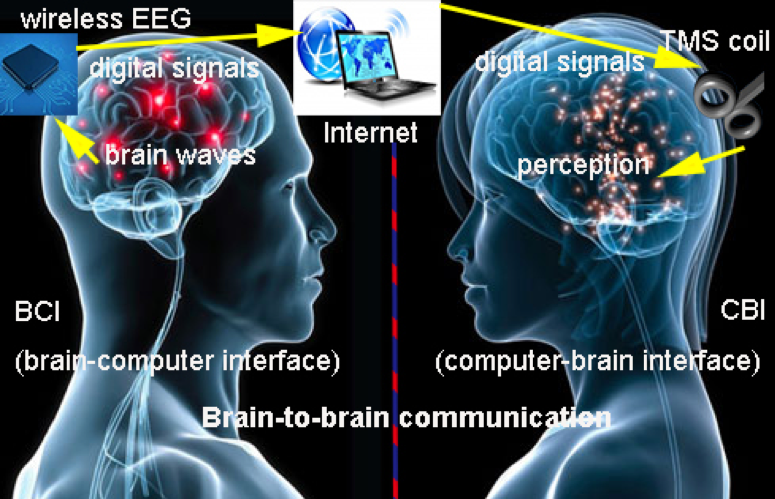 wireless EEG
digital signals
brain waves
Internet
TMS coil
digital signals
perception
BCI
(brain-computer interface)
CBI
(computer-brain interface)
Brain-to-brain communication